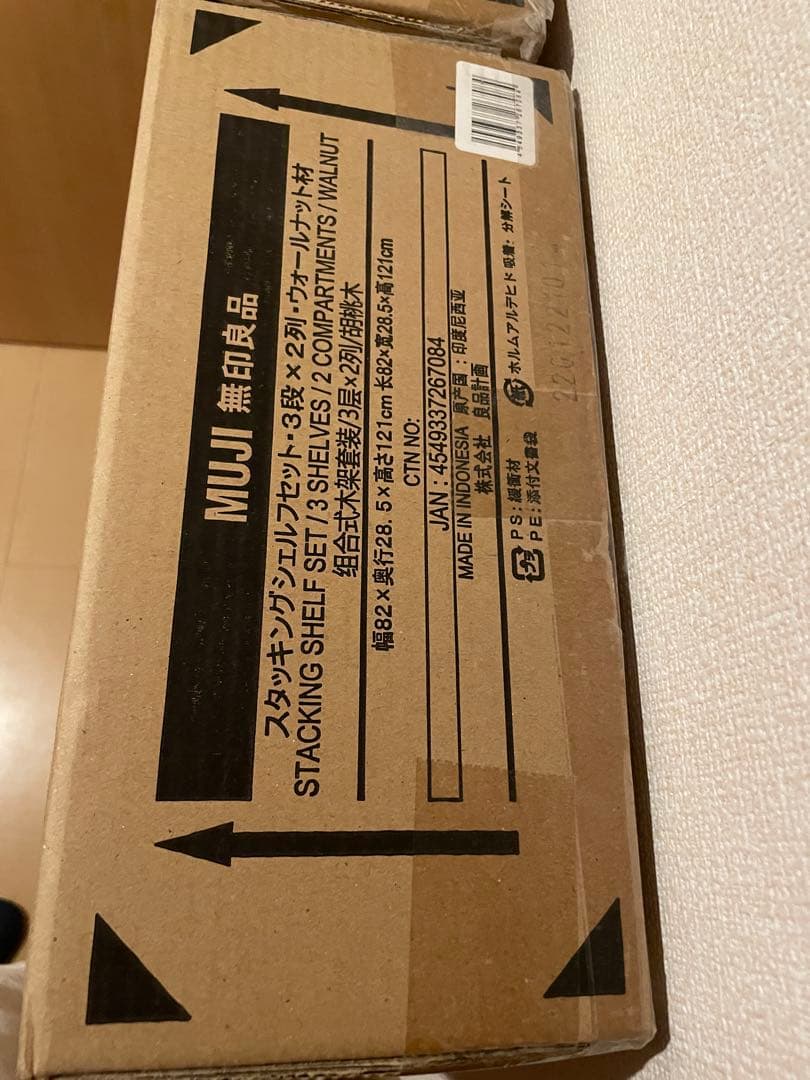 MUJI 無印良品
スタッキングシェルフセット・3段×2列・ウォールナット材
STACKING SHELF SET / 3 SHELVES / 2 COMPARTMENTS / WALNUT
组合式木架套装/3层×2列/胡桃木
幅82×奥行28.5×高さ121cm 长82×宽28.5×高121cm
CTN NO:
JAN : 4549337267084
MADE IN INDONESIA 原产国 : 印度尼西亚
株式会社 良品計画
PS : 緩衝材
PE : 添付文書袋
紙 ホルムアルデヒド 吸着: 分解シート
4549337267084